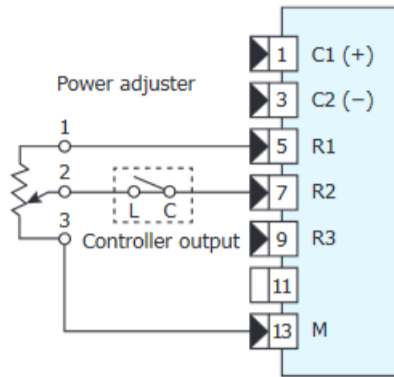 1 C1 (+)
Power adjuster
3 C2 (−)
1
5 R1
2
7 R2
L C
3
Controller output
9 R3
11
13 M